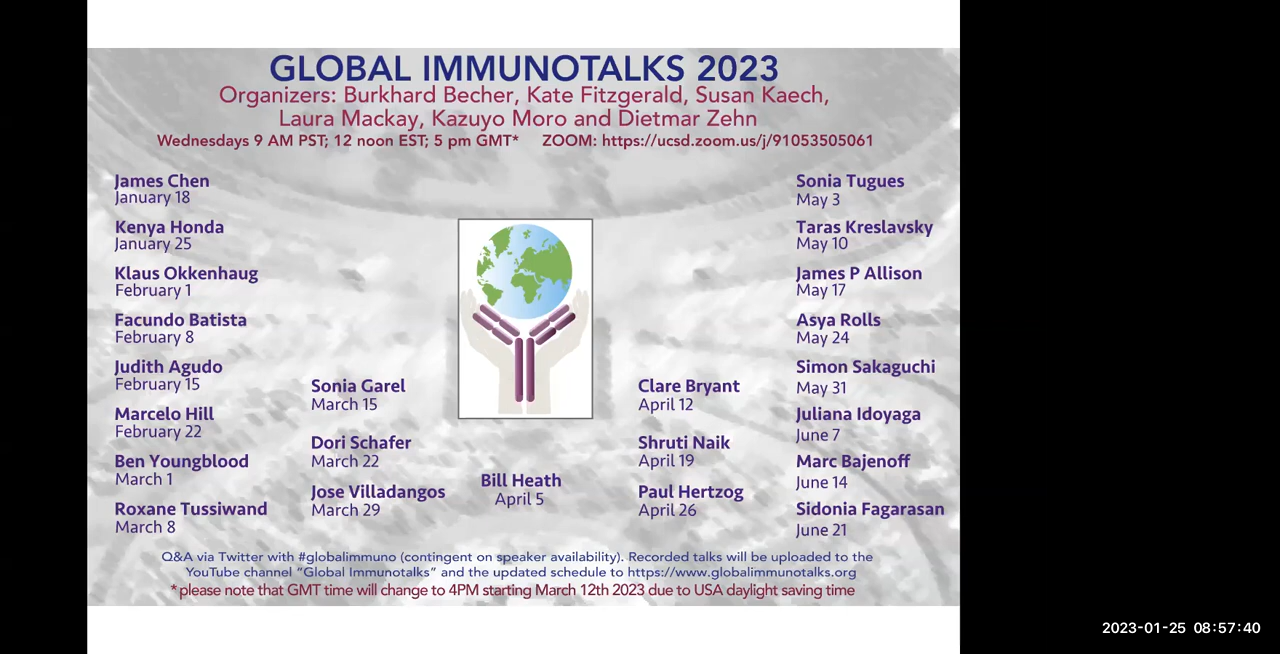 GLOBAL IMMUNOTALKS 2023
Organizers: Burkhard Becher, Kate Fitzgerald, Susan Kaech,
Laura Mackay, Kazuyo Moro and Dietmar Zehn
Wednesdays 9 AM PST; 12 noon EST; 5 pm GMT* ZOOM: https://ucsd.zoom.us/j/91053505061
James Chen
January 18
Kenya Honda
January 25
Klaus Okkenhaug
February 1
Facundo Batista
February 8
Judith Agudo
February 15
Marcelo Hill
February 22
Ben Youngblood
March 1
Roxane Tussiwand
March 8
Sonia Garel
March 15
Dori Schafer
March 22
Jose Villadangos
March 29
Bill Heath
April 5
Clare Bryant
April 12
Shruti Naik
April 19
Paul Hertzog
April 26
Sonia Tugues
May 3
Taras Kreslavsky
May 10
James P Allison
May 17
Asya Rolls
May 24
Simon Sakaguchi
May 31
Juliana Idoyaga
June 7
Marc Bajenoff
June 14
Sidonia Fagarasan
June 21
Q&A via Twitter with #globalimmuno (contingent on speaker availability). Recorded talks will be uploaded to the
YouTube channel “Global Immunotalks” and the updated schedule to https://www.globalimmunotalks.org
*please note that GMT time will change to 4PM starting March 12th 2023 due to USA daylight saving time
2023-01-25 08:57:40